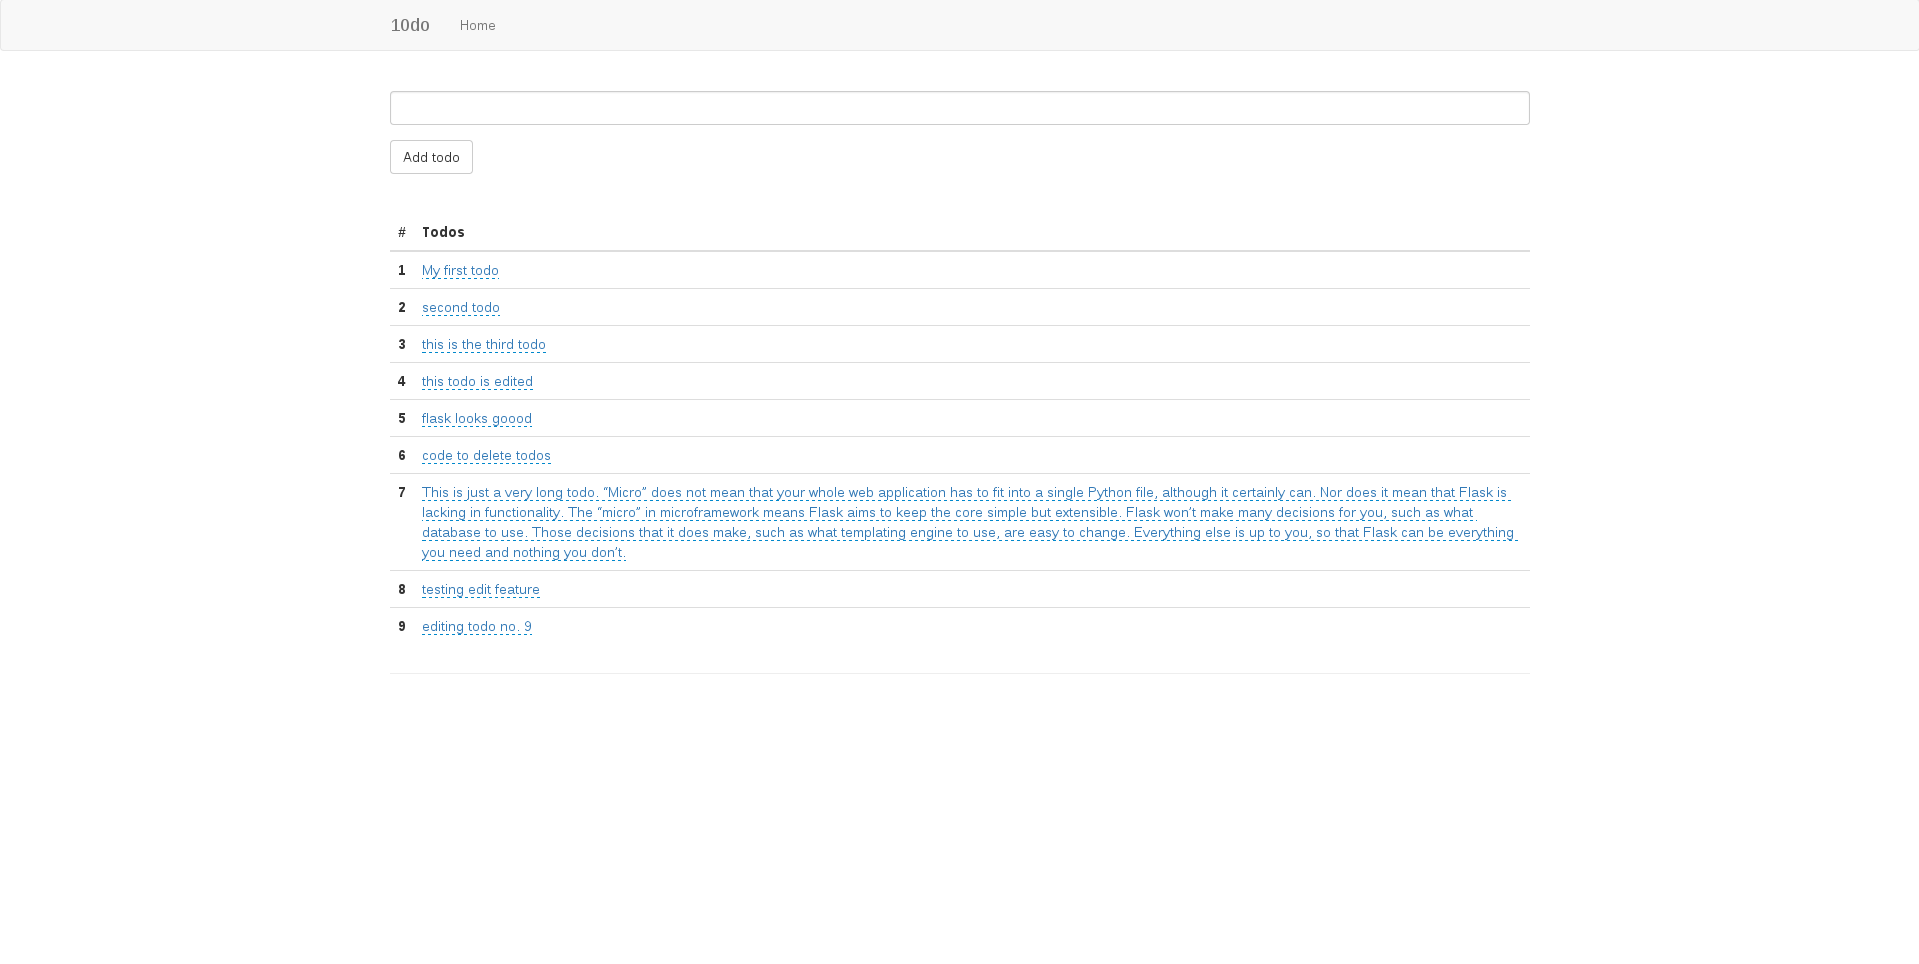 10do Home
Add todo
# Todos
1 My first todo
2 second todo
3 this is the third todo
4 this todo is edited
5 flask looks goood
6 code to delete todos
7 This is just a very long todo. “Micro” does not mean that your whole web application has to fit into a single Python file, although it certainly can. Nor does it mean that Flask is
lacking in functionality. The “micro” in microframework means Flask aims to keep the core simple but extensible. Flask won’t make many decisions for you, such as what
database to use. Those decisions that it does make, such as what templating engine to use, are easy to change. Everything else is up to you, so that Flask can be everything
you need and nothing you don’t.
8 testing edit feature
9 editing todo no. 9